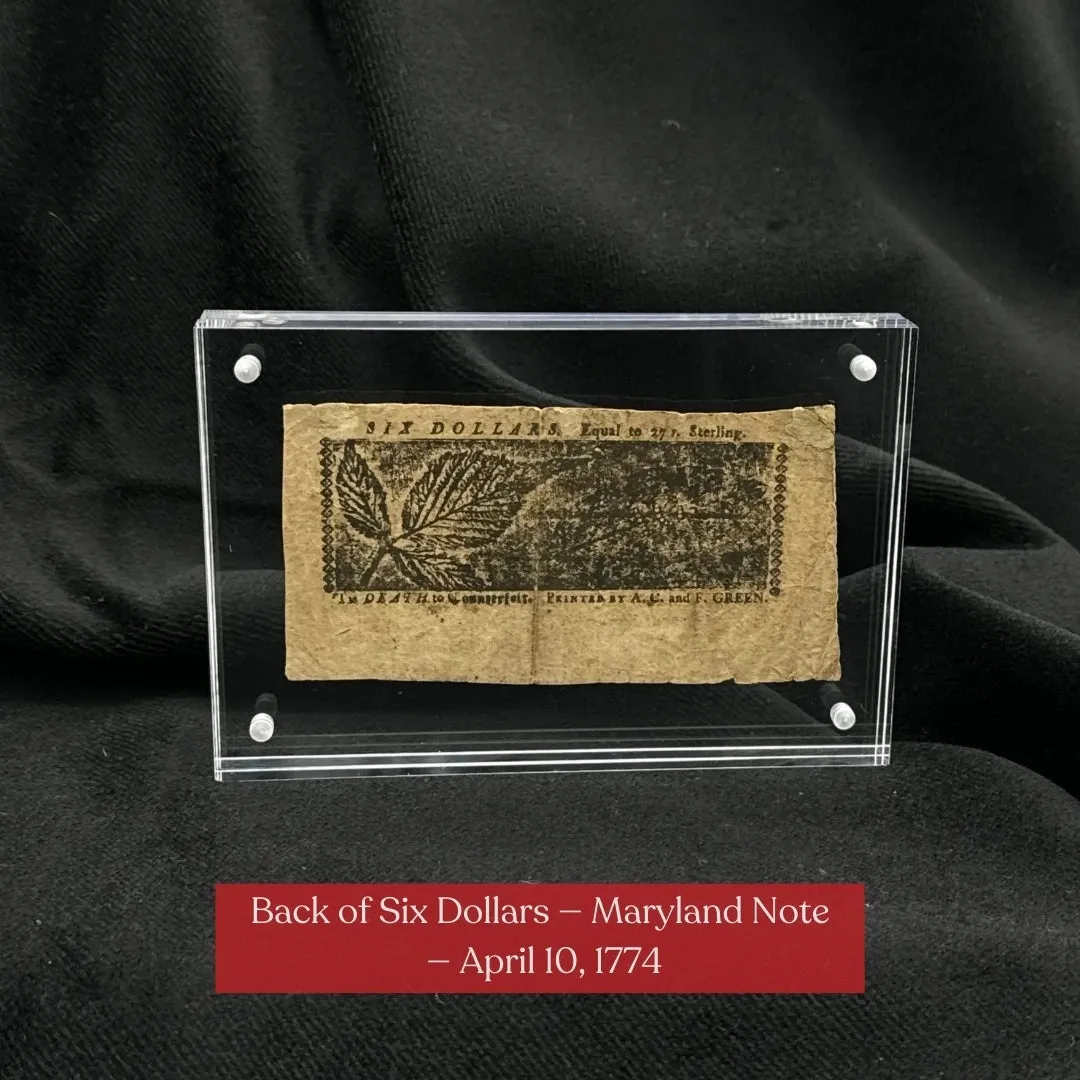 SIX DOLLARS. Equal to 27 s. Sterling.
'Tis DEATH to Counterfeit. PRINTED BY A. C. and F. GREEN.
Back of Six Dollars — Maryland Note
— April 10, 1774